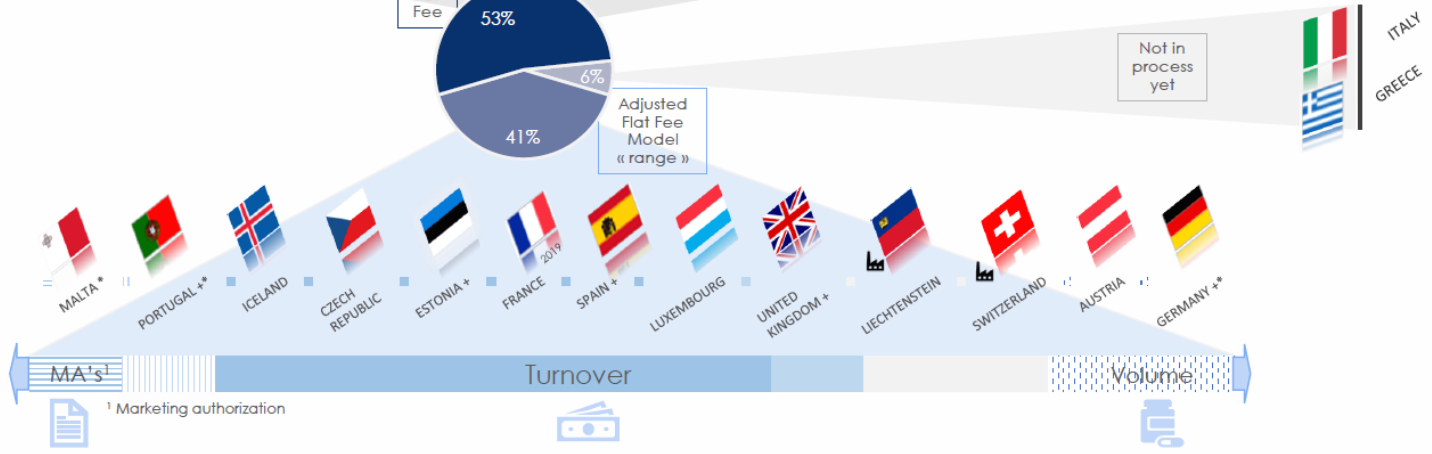 Fee
53%
6%
41%
Adjusted
Flat Fee
Model
« range »
Not in
process
yet
ITALY
GREECE
MALTA *
PORTUGAL +*
ICELAND
CZECH
REPUBLIC
ESTONIA +
FRANCE
2019
SPAIN +
LUXEMBOURG
UNITED
KINGDOM +
LIECHTENSTEIN
SWITZERLAND
AUSTRIA
GERMANY +*
MA's¹
Turnover
Volume
¹ Marketing authorization